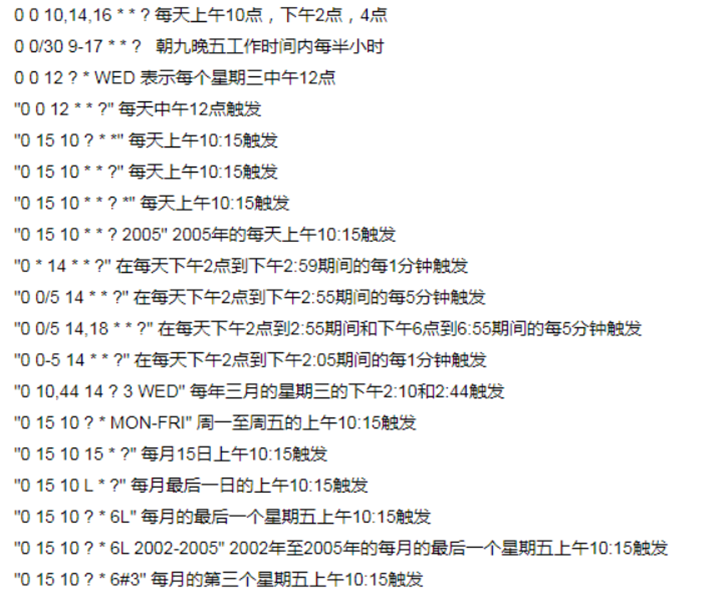 0 0 10,14,16 * * ? 每天上午10点，下午2点，4点
0 0/30 9-17 * * ? 朝九晚五工作时间内每半小时
0 0 12 ? * WED 表示每个星期三中午12点
"0 0 12 * * ?" 每天中午12点触发
"0 15 10 ? * *" 每天上午10:15触发
"0 15 10 * * ?" 每天上午10:15触发
"0 15 10 * * ? *" 每天上午10:15触发
"0 15 10 * * ? 2005" 2005年的每天上午10:15触发
"0 * 14 * * ?" 在每天下午2点到下午2:59期间的每1分钟触发
"0 0/5 14 * * ?" 在每天下午2点到下午2:55期间的每5分钟触发
"0 0/5 14,18 * * ?" 在每天下午2点到2:55期间和下午6点到6:55期间的每5分钟触发
"0 0-5 14 * * ?" 在每天下午2点到下午2:05期间的每1分钟触发
"0 10,44 14 ? 3 WED" 每年三月的星期三的下午2:10和2:44触发
"0 15 10 ? * MON-FRI" 周一至周五的上午10:15触发
"0 15 10 15 * ?" 每月15日上午10:15触发
"0 15 10 L * ?" 每月最后一日的上午10:15触发
"0 15 10 ? * 6L" 每月的最后一个星期五上午10:15触发
"0 15 10 ? * 6L 2002-2005" 2002年至2005年的每月的最后一个星期五上午10:15触发
"0 15 10 ? * 6#3" 每月的第三个星期五上午10:15触发